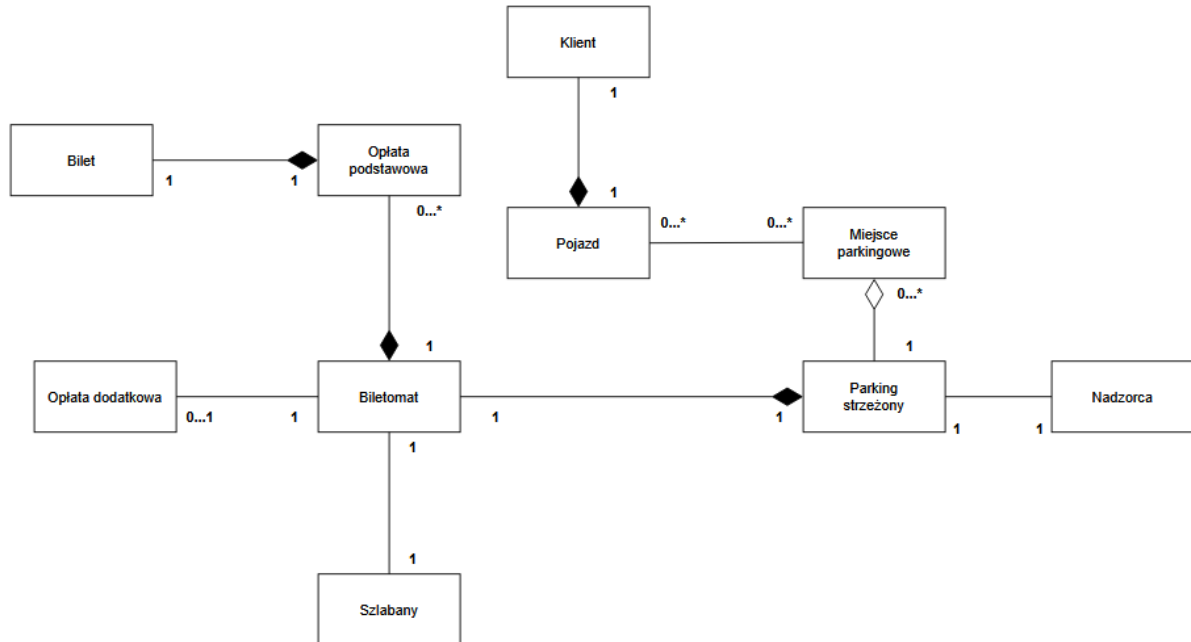 Klient
1
Bilet
1
1
Opłata
podstawowa
0...*
1
Pojazd
0...*
0...*
Miejsce
parkingowe
0...*
1
1
Opłata dodatkowa
0...1
1
Biletomat
1
1
1
Parking
strzeżony
1
1
Nadzorca
1
Szlabany